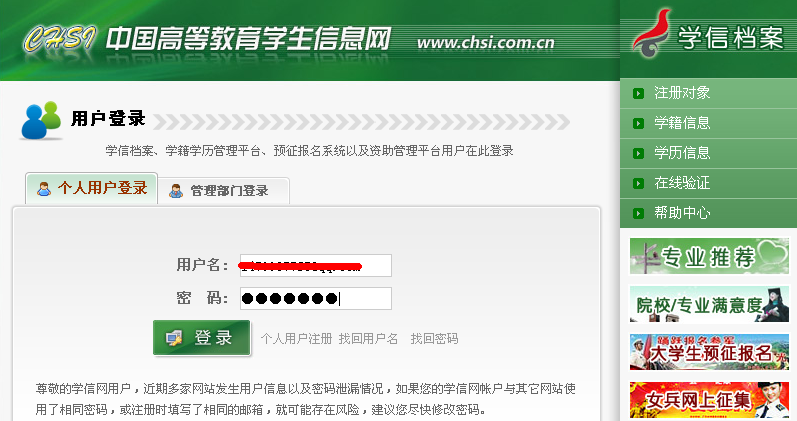 CHSI 中国高等教育学生信息网 www.chsi.com.cn
学信档案
用户登录
学信档案、学籍学历管理平台、预征报名系统以及资助管理平台用户在此登录
个人用户登录 管理部门登录
用户名：
密 码： ●●●●●●●
登录 个人用户注册 找回用户名 找回密码
尊敬的学信网用户，近期多家网站发生用户信息以及密码泄漏情况，如果您的学信网帐户与其它网站使
用了相同密码，或注册时填写了相同的邮箱，就可能存在风险，建议您尽快修改密码。
注册对象
学籍信息
学历信息
在线验证
帮助中心
专业推荐
院校/专业满意度
踊跃报名参军
大学生预征报名
女兵网上征集